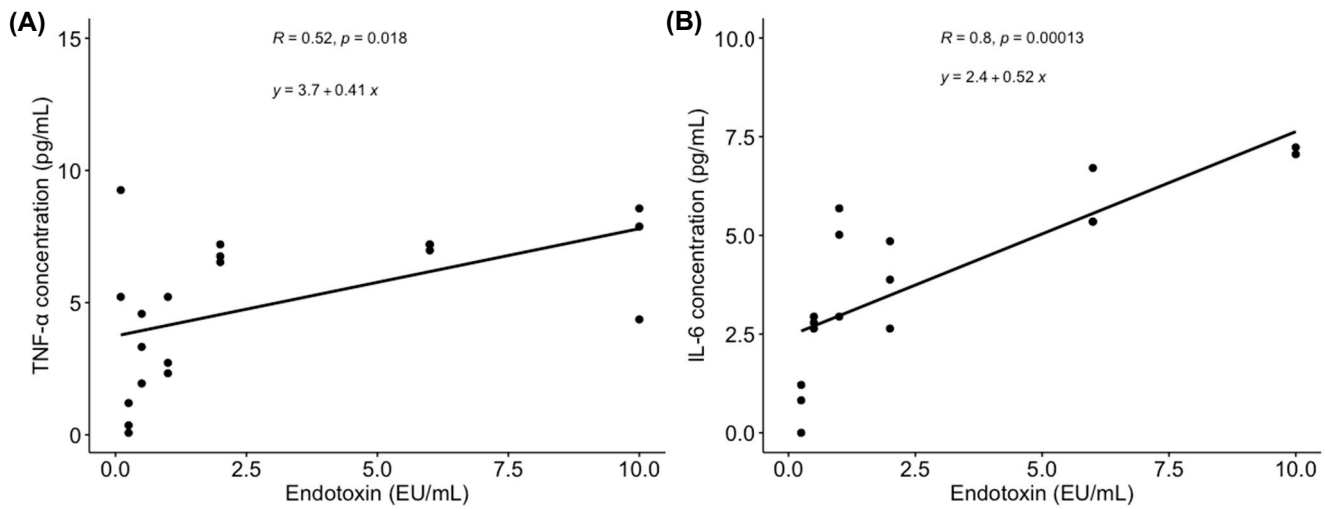 (A)
R = 0.52, p = 0.018
y = 3.7 + 0.41 x
TNF-α concentration (pg/mL)
15
10
5
0
0.0 2.5 5.0 7.5 10.0
Endotoxin (EU/mL)
(B)
R = 0.8, p = 0.00013
y = 2.4 + 0.52 x
IL-6 concentration (pg/mL)
10.0
7.5
5.0
2.5
0.0
0.0 2.5 5.0 7.5 10.0
Endotoxin (EU/mL)